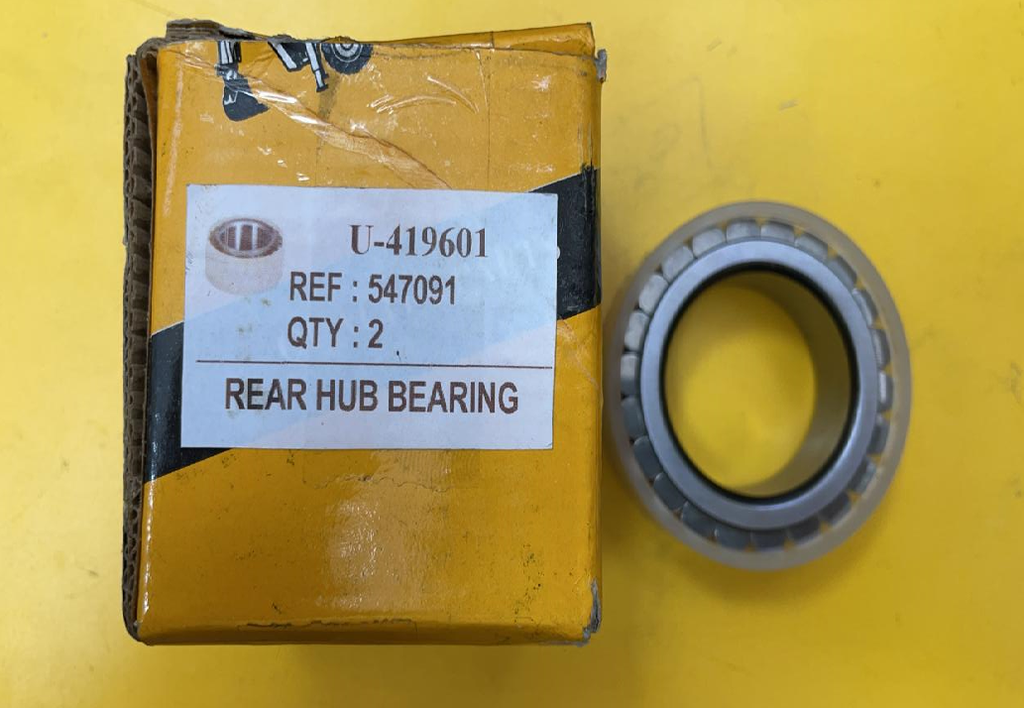 U-419601
REF : 547091
QTY : 2
REAR HUB BEARING